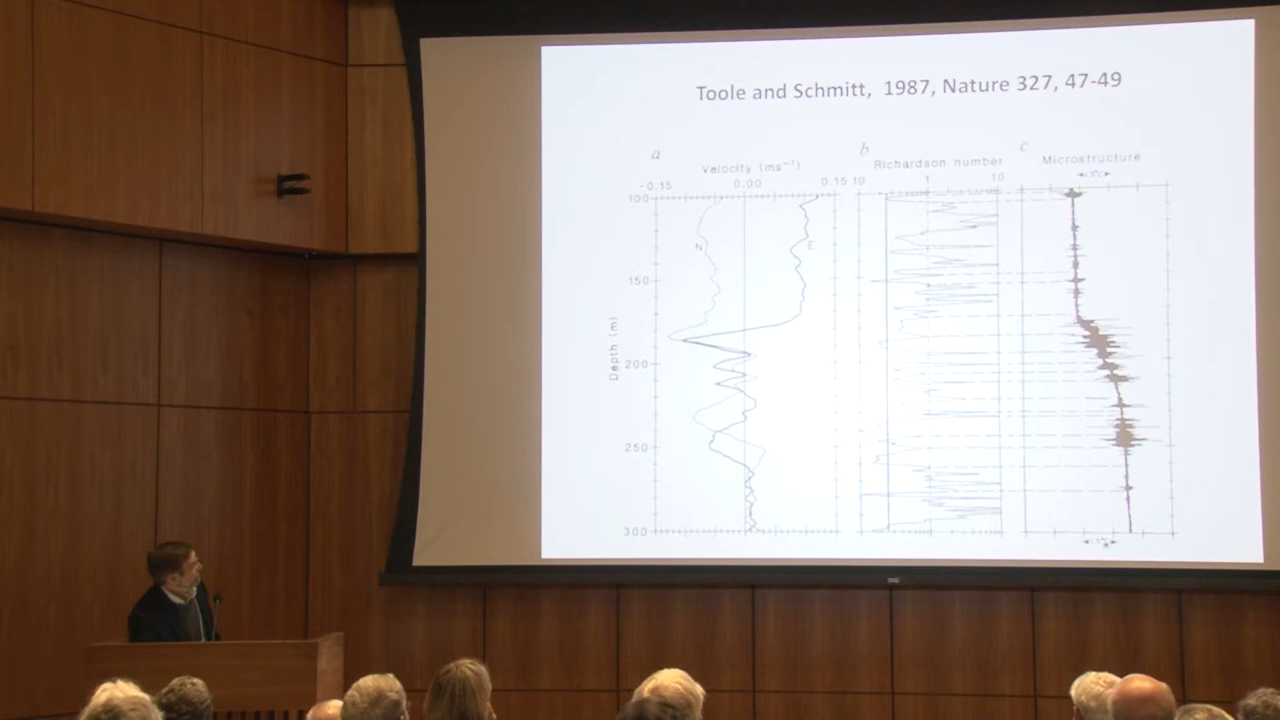 Toole and Schmitt, 1987, Nature 327, 47-49
a
Velocity (ms⁻¹)
-0.15 0.00 0.15
b
Richardson number
10 1 10
c
Microstructure
100
150
200
250
300
Depth (m)
N
E